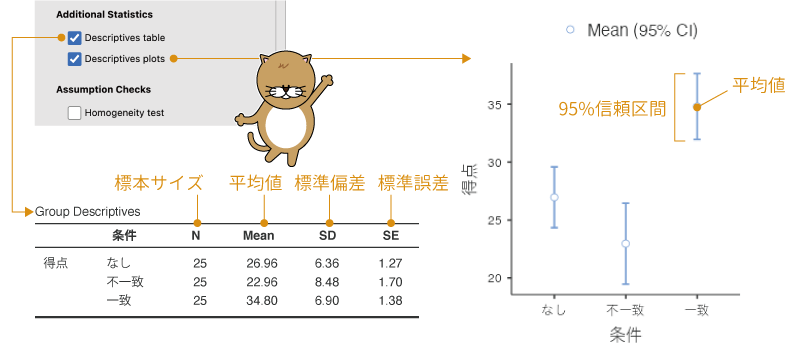 Additional Statistics
Descriptives table
Descriptives plots
Assumption Checks
Homogeneity test
標本サイズ 平均値 標準偏差 標準誤差
Group Descriptives
条件 N Mean SD SE
得点 なし 25 26.96 6.36 1.27
不一致 25 22.96 8.48 1.70
一致 25 34.80 6.90 1.38
Mean (95% CI)
平均値
95%信頼区間
35
30
25
20
得点
なし 不一致 一致
条件